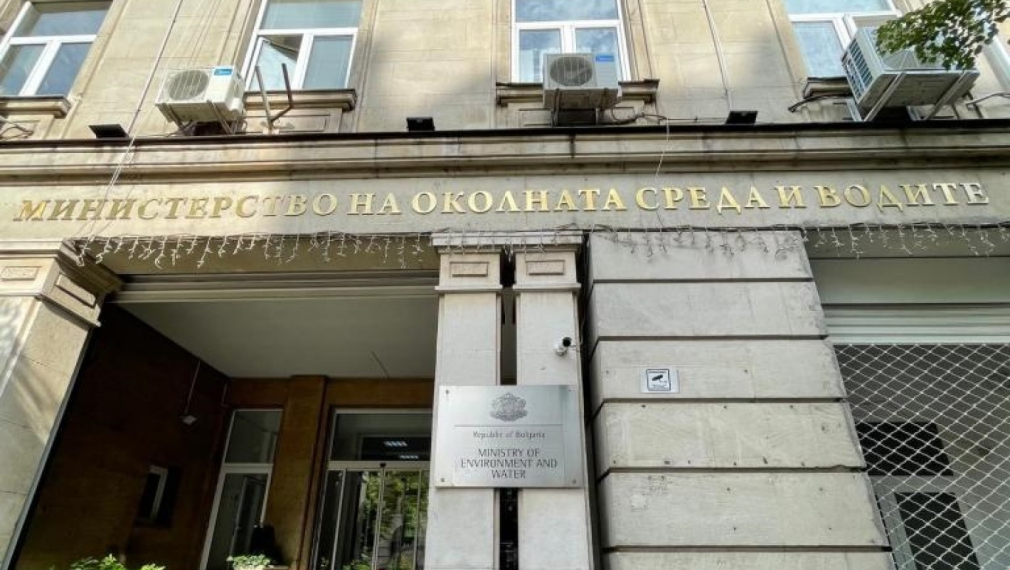 МИНИСТЕРСТВО НА ОКОЛНАТА СРЕДА И ВОДИТЕ
Republic of Bulgaria
MINISTRY OF
ENVIRONMENT AND
WATER